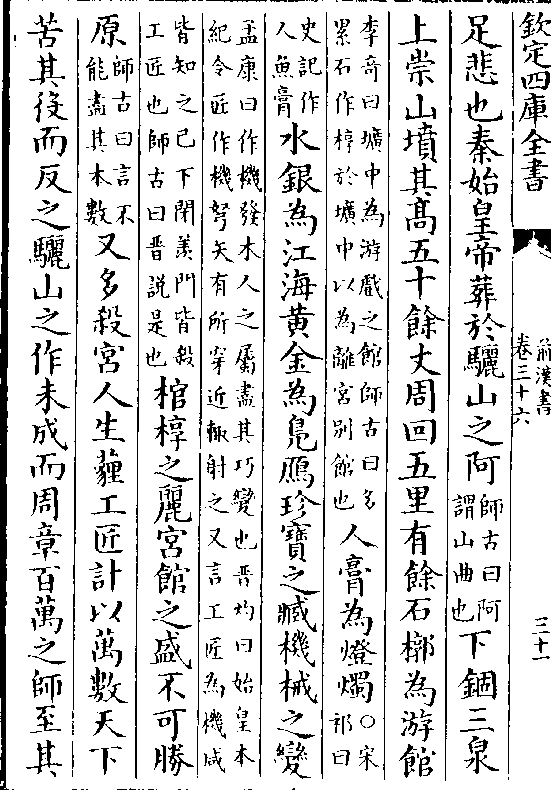 欽定四庫全書
前漢書
卷三十六
三十一
足悲也秦始皇帝葬於驪山之阿師古曰阿謂山曲也下錮三泉
上崇山墳其髙五十餘丈周回五里有餘石槨為游館
李奇曰壙中為游戲之館師古曰多累石作椁於壙中以為離宮别館也人膏為燈燭○宋祁曰
史記作人魚膏水銀為江海黄金為鳬鴈珍寶之臧機械之變
孟康曰作機發木人之屬盡其巧變也晉灼曰始皇本
紀令匠作機弩矢有所穿近輒射之又言工匠為機咸
皆知之已下閉羨門皆殺工匠也師古曰晉說是也棺椁之麗宮館之盛不可勝
原師古曰言不能盡其本數又多殺宮人生薶工匠計以萬數天下
苦其役而反之驪山之作未成而周章百萬之師至其